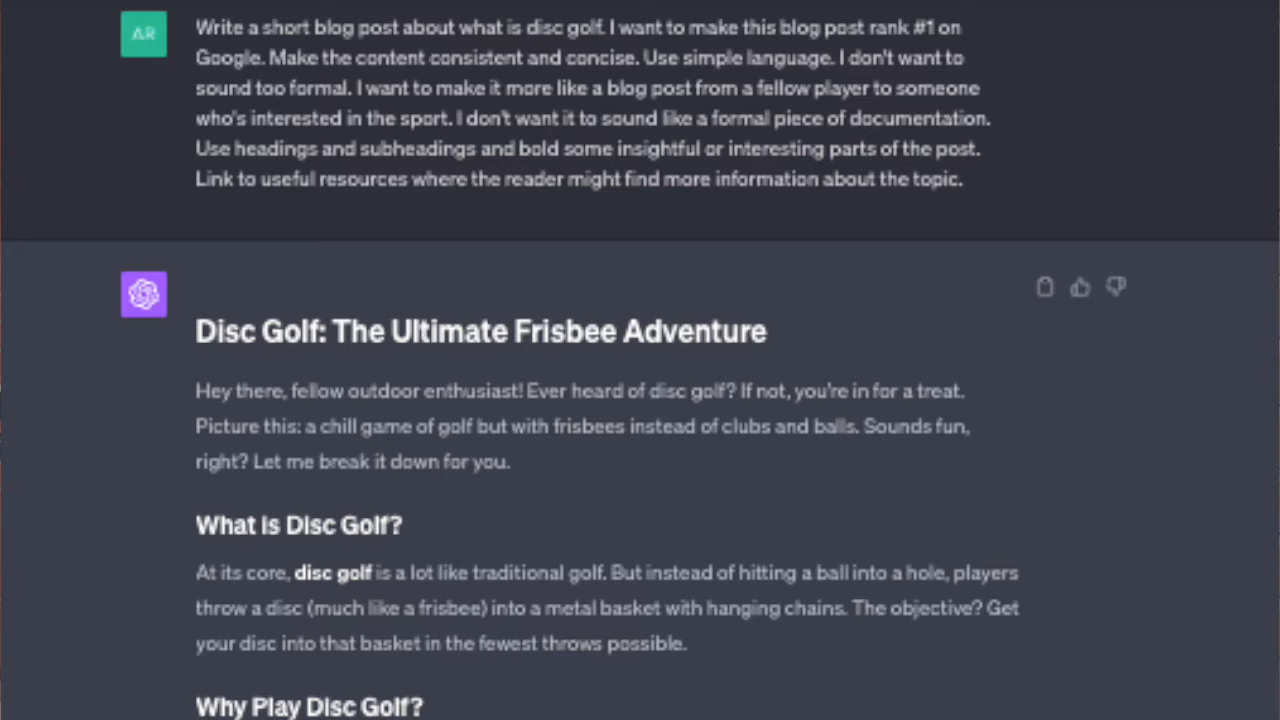 AR
Write a short blog post about what is disc golf. I want to make this blog post rank #1 on
Google. Make the content consistent and concise. Use simple language. I don't want to
sound too formal. I want to make it more like a blog post from a fellow player to someone
who's interested in the sport. I don't want it to sound like a formal piece of documentation.
Use headings and subheadings and bold some insightful or interesting parts of the post.
Link to useful resources where the reader might find more information about the topic.
Disc Golf: The Ultimate Frisbee Adventure
Hey there, fellow outdoor enthusiast! Ever heard of disc golf? If not, you're in for a treat.
Picture this: a chill game of golf but with frisbees instead of clubs and balls. Sounds fun,
right? Let me break it down for you.
What is Disc Golf?
At its core, disc golf is a lot like traditional golf. But instead of hitting a ball into a hole, players
throw a disc (much like a frisbee) into a metal basket with hanging chains. The objective? Get
your disc into that basket in the fewest throws possible.
Why Play Disc Golf?